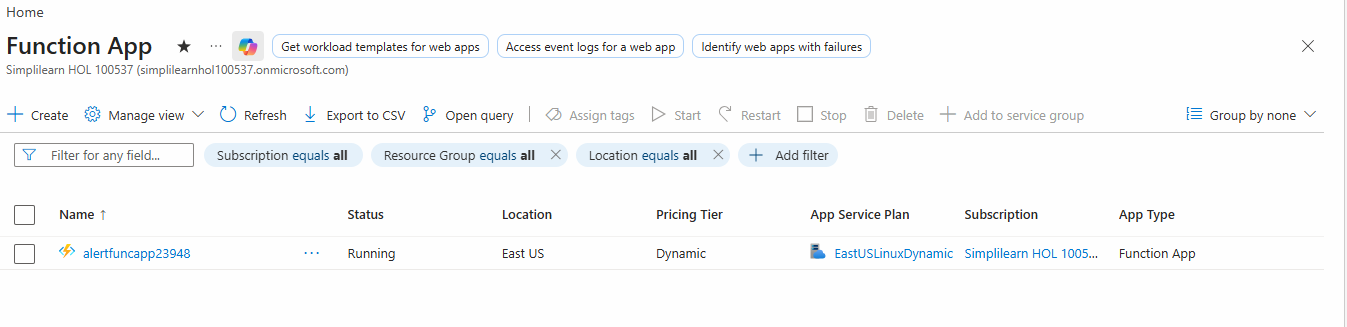 Home
Function App ★ ··· Get workload templates for web apps Access event logs for a web app Identify web apps with failures
Simplilearn HOL 100537 (simplilearnhol100537.onmicrosoft.com)
Create Manage view Refresh Export to CSV Open query Assign tags Start Restart Stop Delete Add to service group Group by none
Filter for any field... Subscription equals all Resource Group equals all Location equals all Add filter
Name ↑ Status Location Pricing Tier App Service Plan Subscription App Type
alertfuncapp23948 ··· Running East US Dynamic EastUSLinuxDynamic Simplilearn HOL 1005... Function App